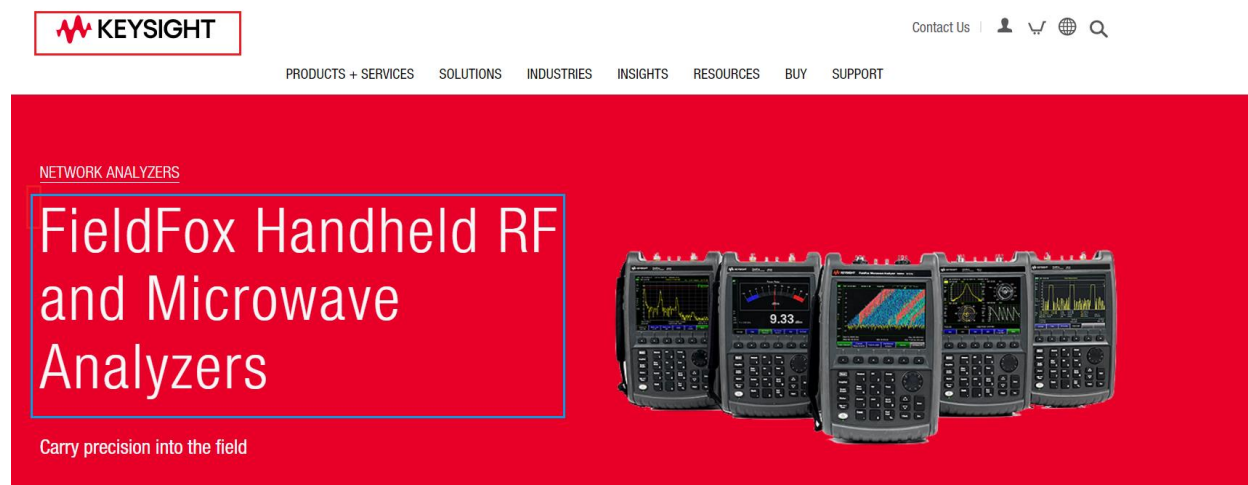 KEYSIGHT
Contact Us
PRODUCTS + SERVICES SOLUTIONS INDUSTRIES INSIGHTS RESOURCES BUY SUPPORT
NETWORK ANALYZERS
FieldFox Handheld RF
and Microwave
Analyzers
Carry precision into the field
KEYSIGHT
9.33